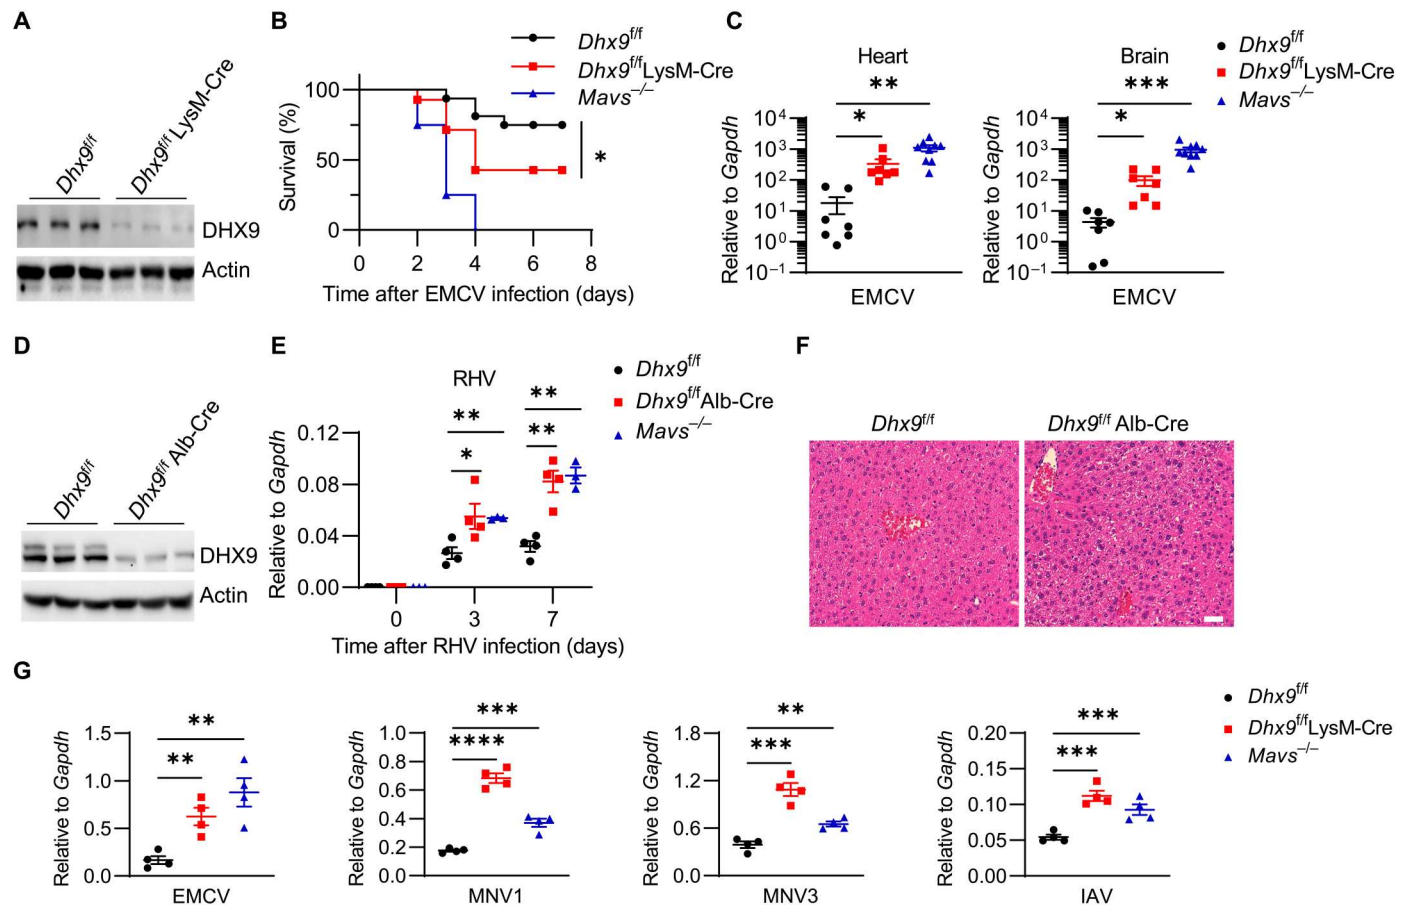 A
Dhx9f/f
Dhx9f/f LysM-Cre
DHX9
Actin
B
Dhx9f/f
Dhx9f/fLysM-Cre
Mavs–/–
Survival (%)
100
50
0
*
0 2 4 6 8
Time after EMCV infection (days)
C
Dhx9f/f
Dhx9f/fLysM-Cre
Mavs–/–
Heart
**
*
Relative to Gapdh
10⁴
10³
10²
10¹
10⁰
10⁻¹
EMCV
Brain
***
*
Relative to Gapdh
10⁴
10³
10²
10¹
10⁰
10⁻¹
EMCV
D
Dhx9f/f
Dhx9f/f Alb-Cre
DHX9
Actin
E
Dhx9f/f
Dhx9f/fAlb-Cre
Mavs–/–
RHV
**
*
**
**
Relative to Gapdh
0.12
0.08
0.04
0.00
0 3 7
Time after RHV infection (days)
F
Dhx9f/f
Dhx9f/f Alb-Cre
G
Dhx9f/f
Dhx9f/fLysM-Cre
Mavs–/–
Relative to Gapdh
1.5
1.0
0.5
0.0
**
**
EMCV
Relative to Gapdh
1.0
0.8
0.6
0.4
0.2
0.0
***
****
MNV1
Relative to Gapdh
1.8
1.2
0.6
0.0
**
***
MNV3
Relative to Gapdh
0.20
0.15
0.10
0.05
0.00
***
***
IAV